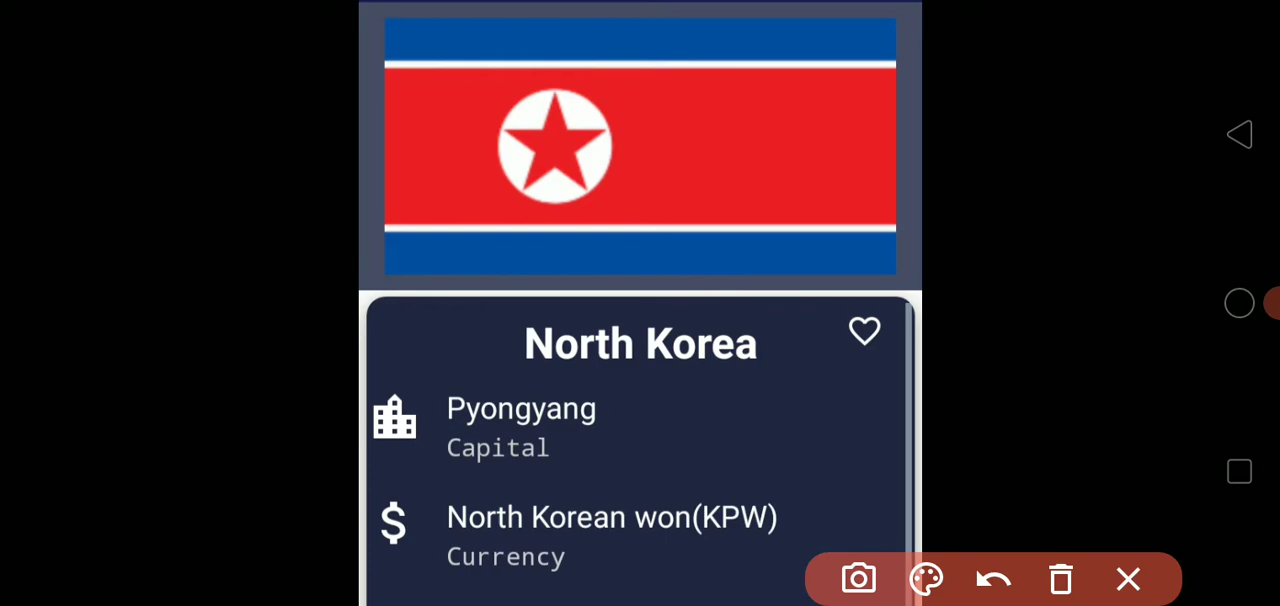 North Korea
Pyongyang
Capital
North Korean won(KPW)
Currency